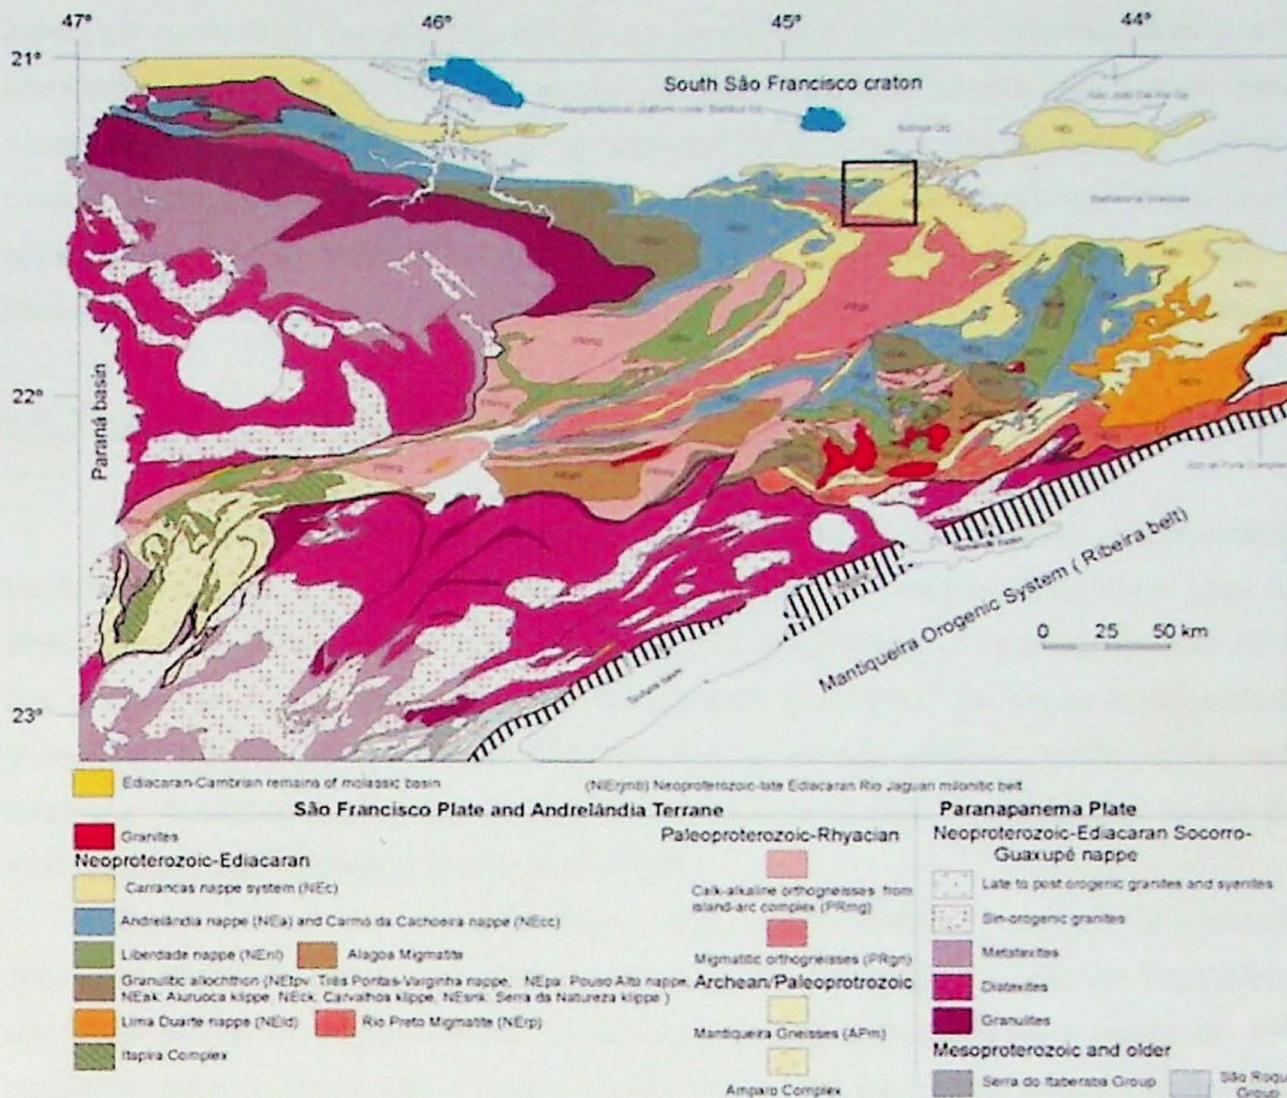 47° 46° 45° 44°
21°
South São Francisco craton
22°
Paraná basin
Mantiqueira Orogenic System ( Ribeira belt)
0 25 50 km
23°
Ediacaran-Cambrian remains of molassic basin
(NErjmb) Neoproterozoic-late Ediacaran Rio Jaguari milonitic belt
São Francisco Plate and Andrelândia Terrane
Granites
Neoproterozoic-Ediacaran
Carrancas nappe system (NEc)
Andrelândia nappe (NEa) and Carmo da Cachoeira nappe (NEcc)
Liberdade nappe (NEnl)
Alagoa Migmatite
Granulitic allochthon (NEtpv: Três Pontas-Varginha nappe, NEpa: Pouso Alto nappe,
NEak: Aiuruoca klippe, NEck: Carvalhos klippe, NEsnk: Serra da Natureza klippe )
Lima Duarte nappe (NEld)
Rio Preto Migmatite (NErp)
Itapira Complex
Paleoproterozoic-Rhyacian
Calk-alkaline orthogneisses from
island-arc complex (PRmg)
Migmatitic orthogneisses (PRgn)
Archean/Paleoprotrozoic
Mantiqueira Gneisses (APm)
Amparo Complex
Paranapanema Plate
Neoproterozoic-Ediacaran Socorro-
Guaxupé nappe
Late to post orogenic granites and syenites
Sin-orogenic granites
Metatexites
Diatexites
Granulites
Mesoproterozoic and older
Serra do Itaberaba Group
São Roque
Group